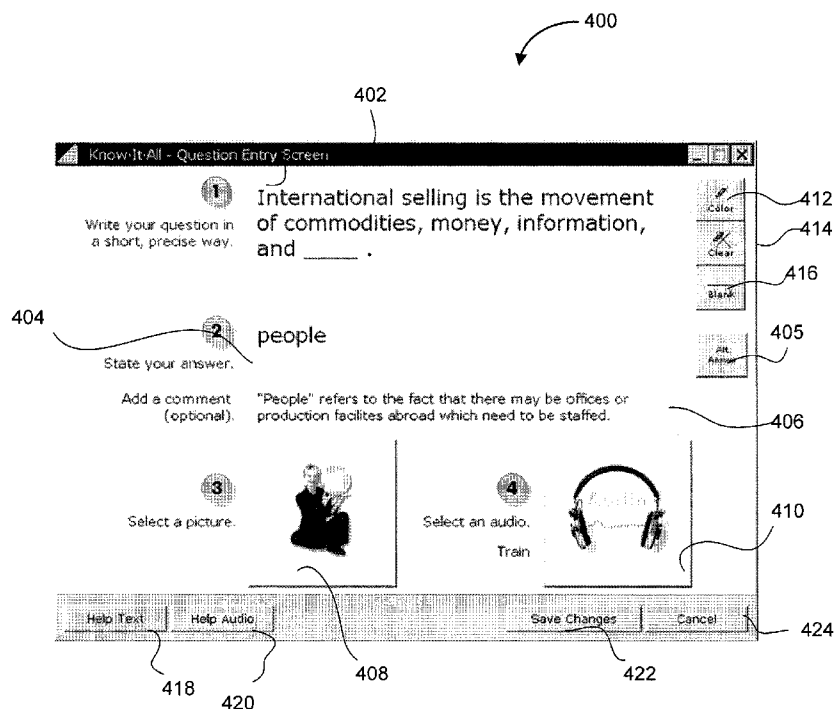 400
402
Know·It·All - Question Entry Screen
1
Write your question in
a short, precise way.
International selling is the movement
of commodities, money, information,
and ____ .
Color
412
Clear
414
Blank
416
404
2
State your answer.
people
Alt.
405
Add a comment
(optional).
"People" refers to the fact that there may be offices or
production facilites abroad which need to be staffed.
406
3
Select a picture.
4
Select an audio.
Train
Audio
410
Help Text
Help Audio
Save Changes
Cancel
418
420
408
422
424